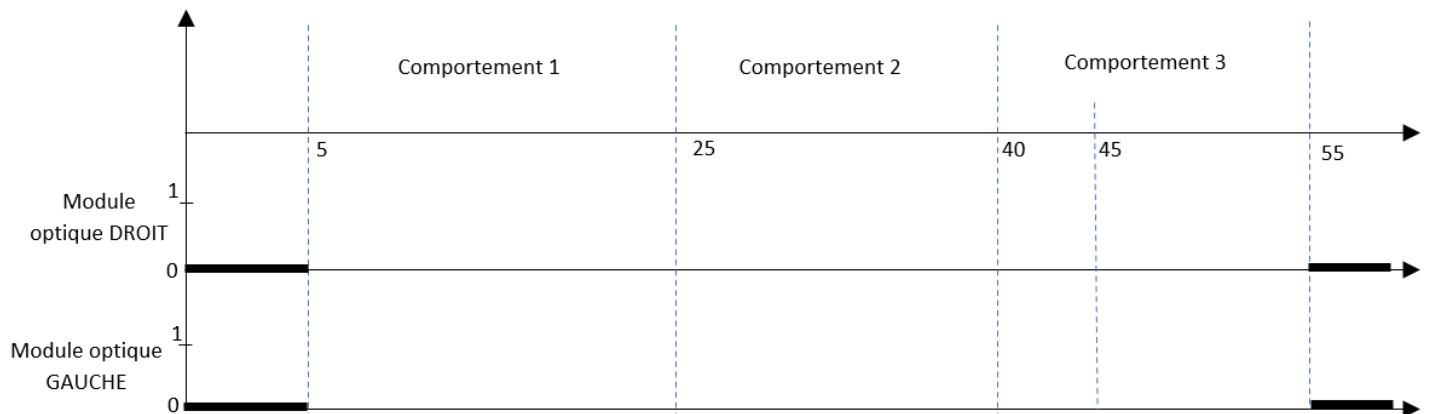 Comportement 1
Comportement 2
Comportement 3
5
25
40
45
55
1
Module
optique DROIT
0
1
Module optique
GAUCHE
0